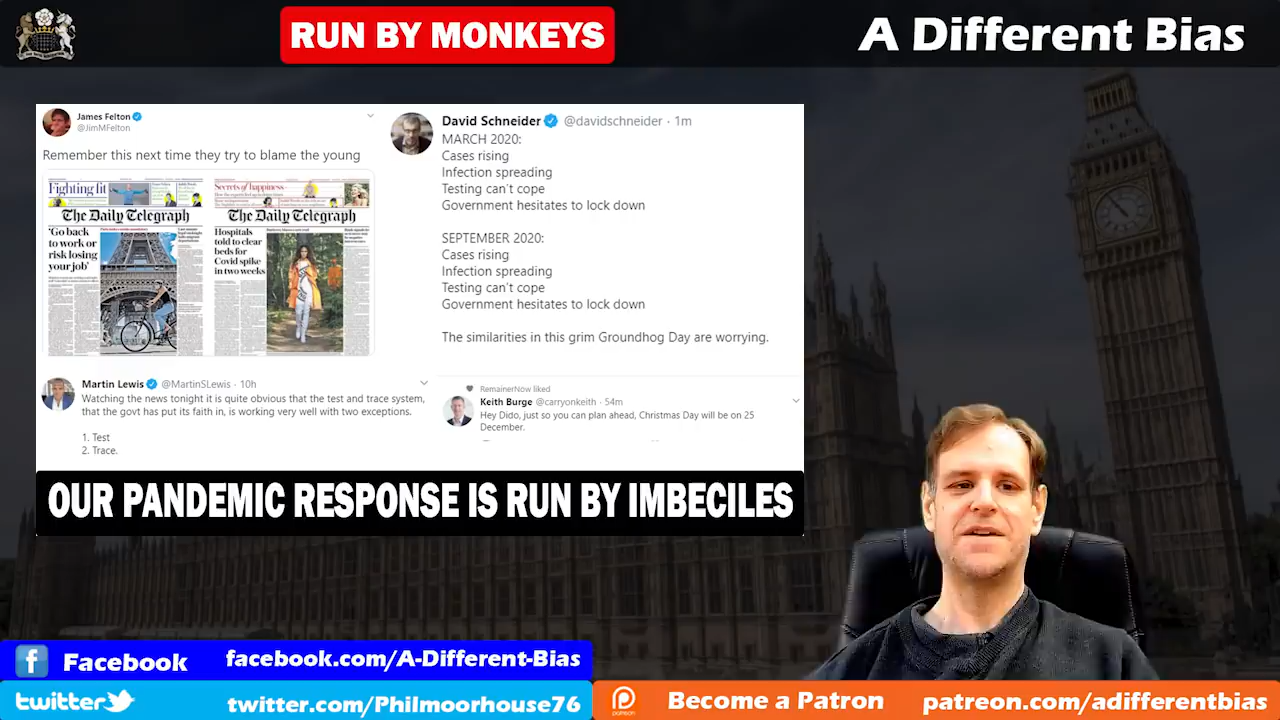 RUN BY MONKEYS
A Different Bias
James Felton
@JimMFelton
Remember this next time they try to blame the young
Fighting fit
The Daily Telegraph
'Go back
to work or
risk losing
your job'
Secrets of happiness
The Daily Telegraph
Hospitals
told to clear
beds for
Covid spike
in two weeks
David Schneider @davidschneider · 1m
MARCH 2020:
Cases rising
Infection spreading
Testing can't cope
Government hesitates to lock down
SEPTEMBER 2020:
Cases rising
Infection spreading
Testing can't cope
Government hesitates to lock down
The similarities in this grim Groundhog Day are worrying.
Martin Lewis @MartinSLewis · 10h
Watching the news tonight it is quite obvious that the test and trace system,
that the govt has put its faith in, is working very well with two exceptions.
1. Test
2. Trace.
RemainerNow liked
Keith Burge @carryonkeith · 54m
Hey Dido, just so you can plan ahead, Christmas Day will be on 25
December.
OUR PANDEMIC RESPONSE IS RUN BY IMBECILES
f Facebook facebook.com/A-Different-Bias
twitter twitter.com/Philmoorhouse76
Become a Patron patreon.com/adifferentbias